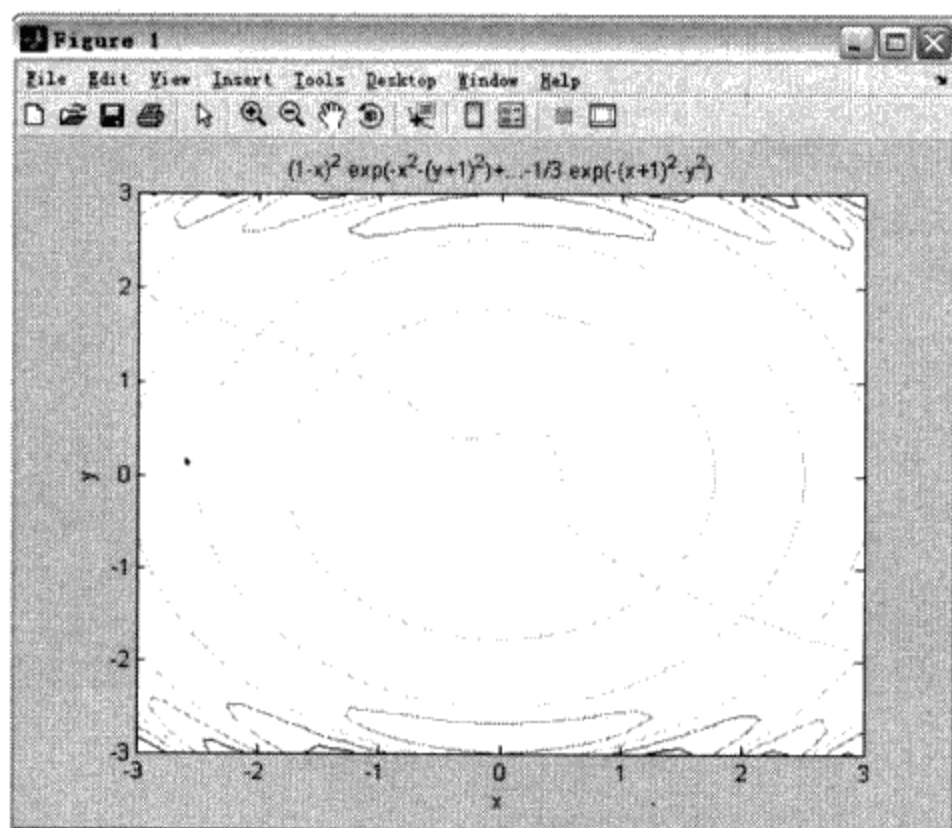 Figure 1
File Edit View Insert Tools Desktop Window Help
(1-x)² exp(-x²-(y+1)²)+...-1/3 exp(-(x+1)²-y²)
3
2
1
0
-1
-2
-3
y
-3 -2 -1 0 1 2 3
x